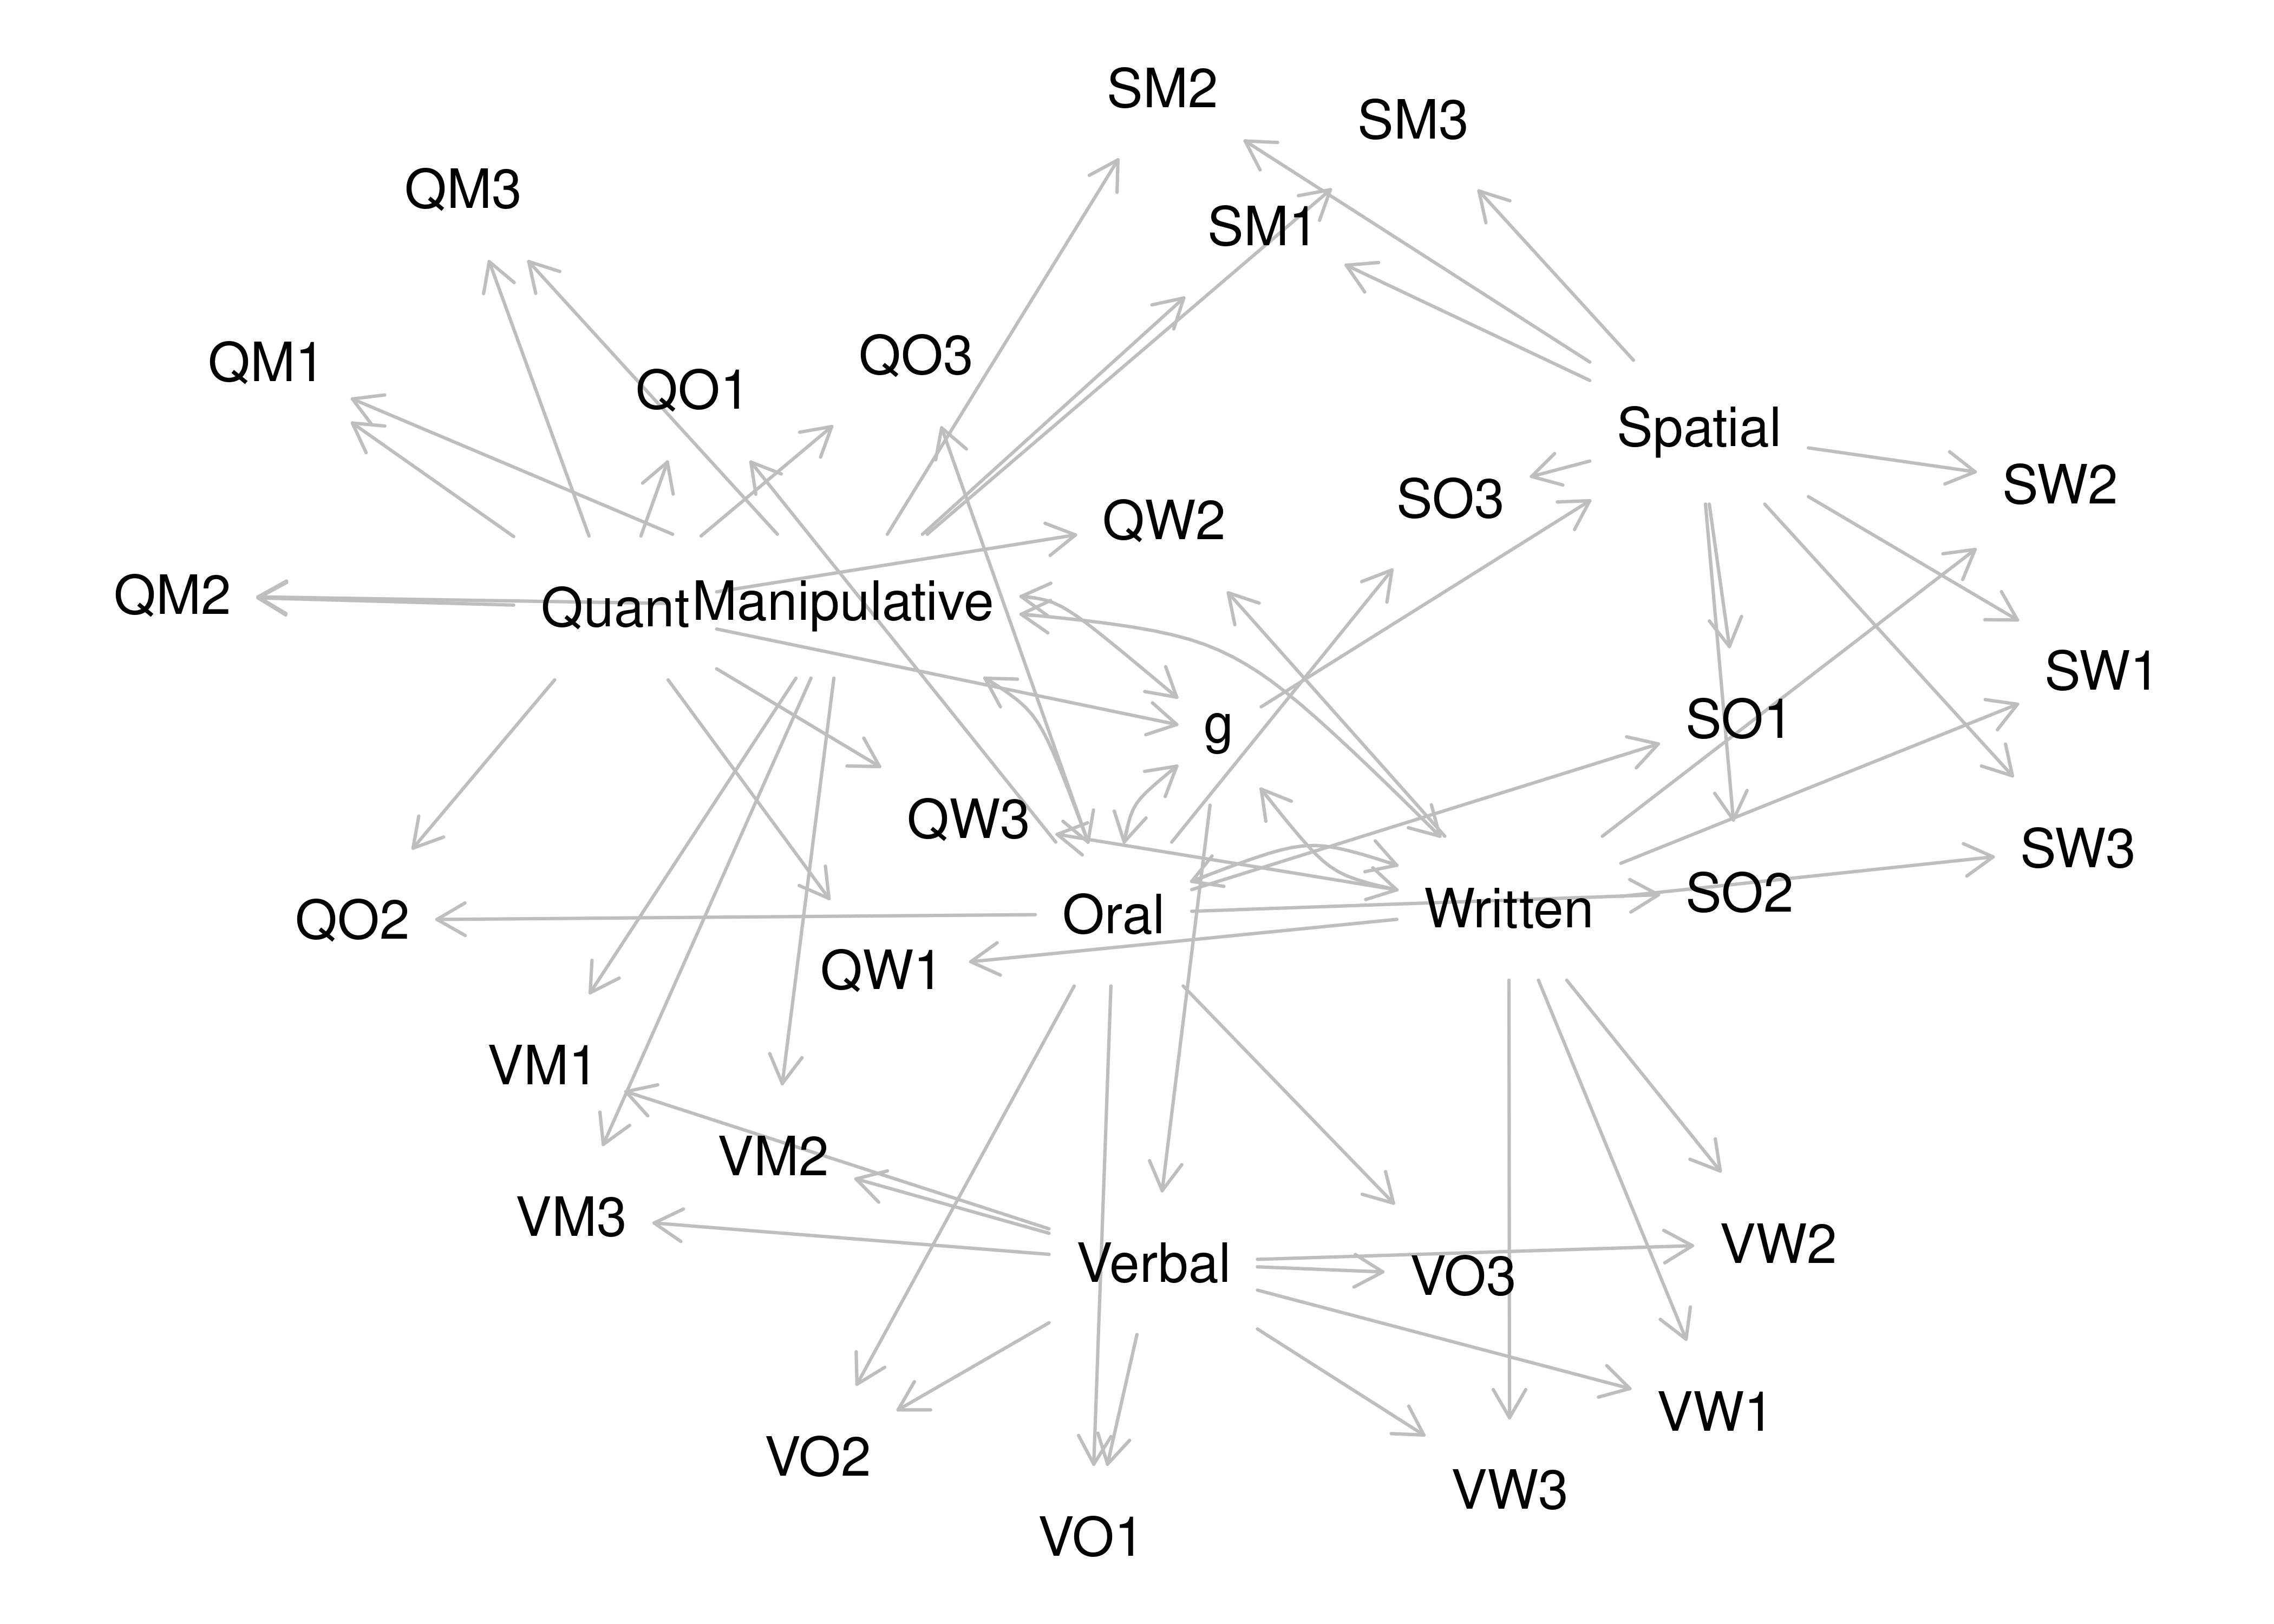 SM2
SM3
QM3
SM1
QM1
QO3
QO1
Spatial
SW2
SO3
QW2
QM2
Quant
Manipulative
SW1
SO1
g
QW3
SW3
SO2
Written
Oral
QO2
QW1
VM1
VM2
VM3
VW2
Verbal
VO3
VW1
VO2
VW3
VO1